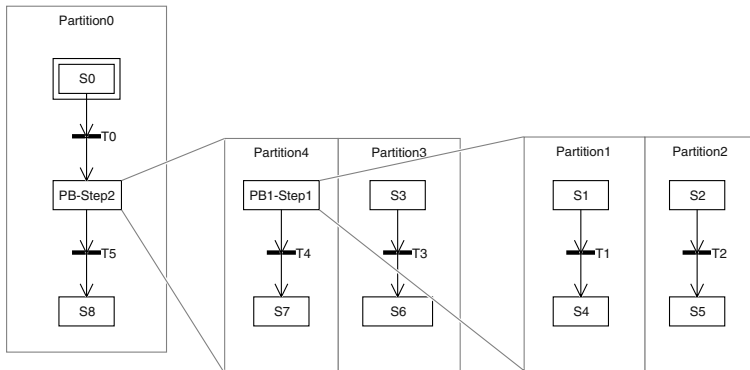 Partition0
S0
T0
PB-Step2
T5
S8
Partition4
PB1-Step1
T4
S7
Partition3
S3
T3
S6
Partition1
S1
T1
S4
Partition2
S2
T2
S5